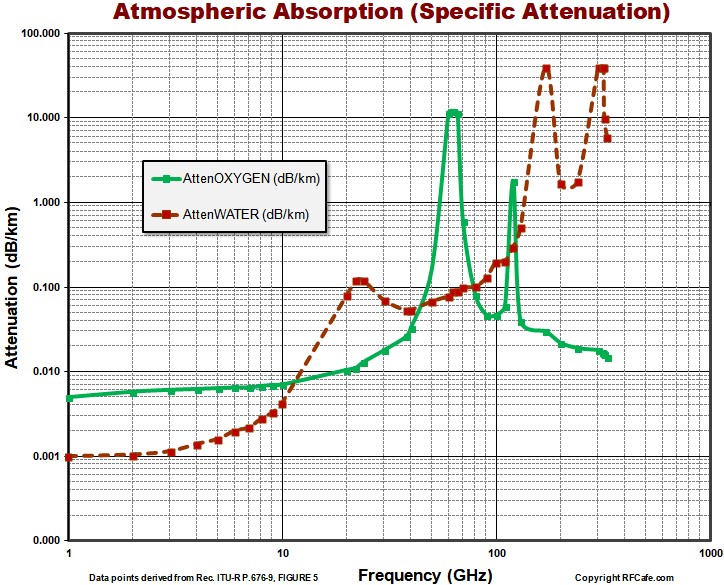 Atmospheric Absorption (Specific Attenuation)
100.000
10.000
1.000
0.100
0.010
0.001
0.000
Attenuation (dB/km)
AttenOXYGEN (dB/km)
AttenWATER (dB/km)
1
10
100
1000
Data points derived from Rec. ITU-R P.676-9, FIGURE 5
Frequency (GHz)
Copyright RFCafe.com